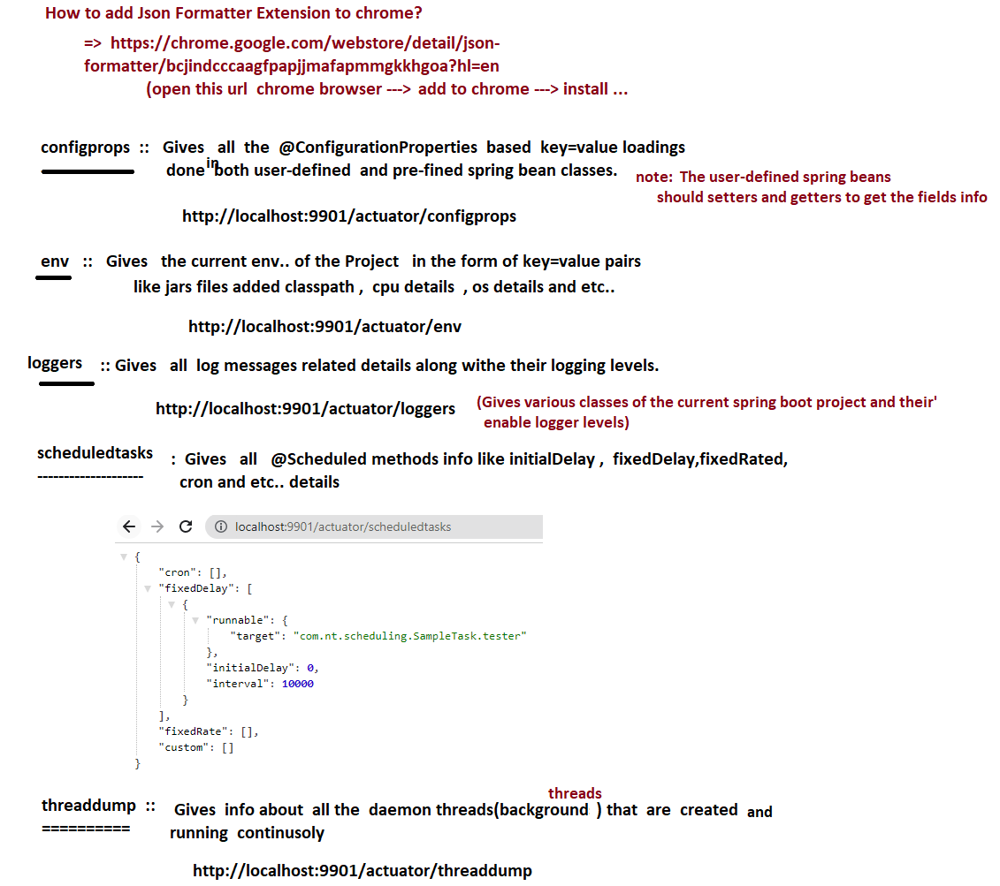 How to add Json Formatter Extension to chrome?
=> https://chrome.google.com/webstore/detail/json-
formatter/bcjindcccaagfpapjjmafapmmgkkhgoa?hl=en
(open this url chrome browser ---> add to chrome ---> install ...
configprops :: Gives all the @ConfigurationProperties based key=value loadings
done in both user-defined and pre-fined spring bean classes.
note: The user-defined spring beans
should setters and getters to get the fields info
http://localhost:9901/actuator/configprops
env :: Gives the current env.. of the Project in the form of key=value pairs
like jars files added classpath , cpu details , os details and etc..
http://localhost:9901/actuator/env
loggers :: Gives all log messages related details along withe their logging levels.
http://localhost:9901/actuator/loggers
(Gives various classes of the current spring boot project and their'
enable logger levels)
scheduledtasks : Gives all @Scheduled methods info like initialDelay , fixedDelay,fixedRated,
--------------------
cron and etc.. details
localhost:9901/actuator/scheduledtasks
{
"cron": [],
"fixedDelay": [
{
"runnable": {
"target": "com.nt.scheduling.SampleTask.tester"
},
"initialDelay": 0,
"interval": 10000
}
],
"fixedRate": [],
"custom": []
}
threads
threaddump :: Gives info about all the daemon threads(background ) that are created and
==========
running continusoly
http://localhost:9901/actuator/threaddump